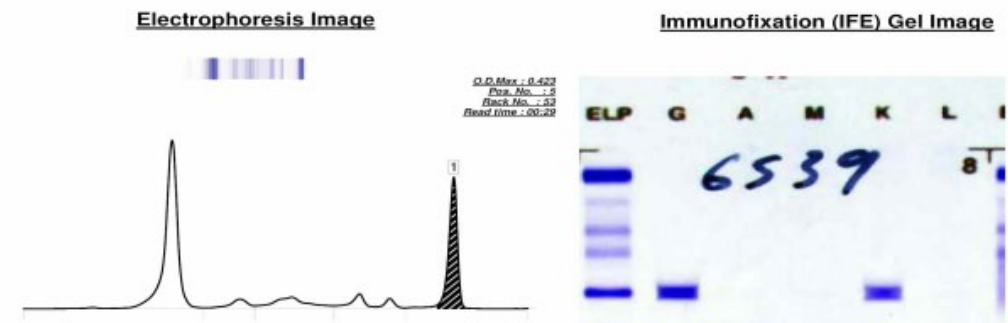 Electrophoresis Image
Immunofixation (IFE) Gel Image
O.D.Max : 0.423
Pos. No. : 5
Rack No. : 53
Read time : 00:29
1
ELP G A M K L
6539
8